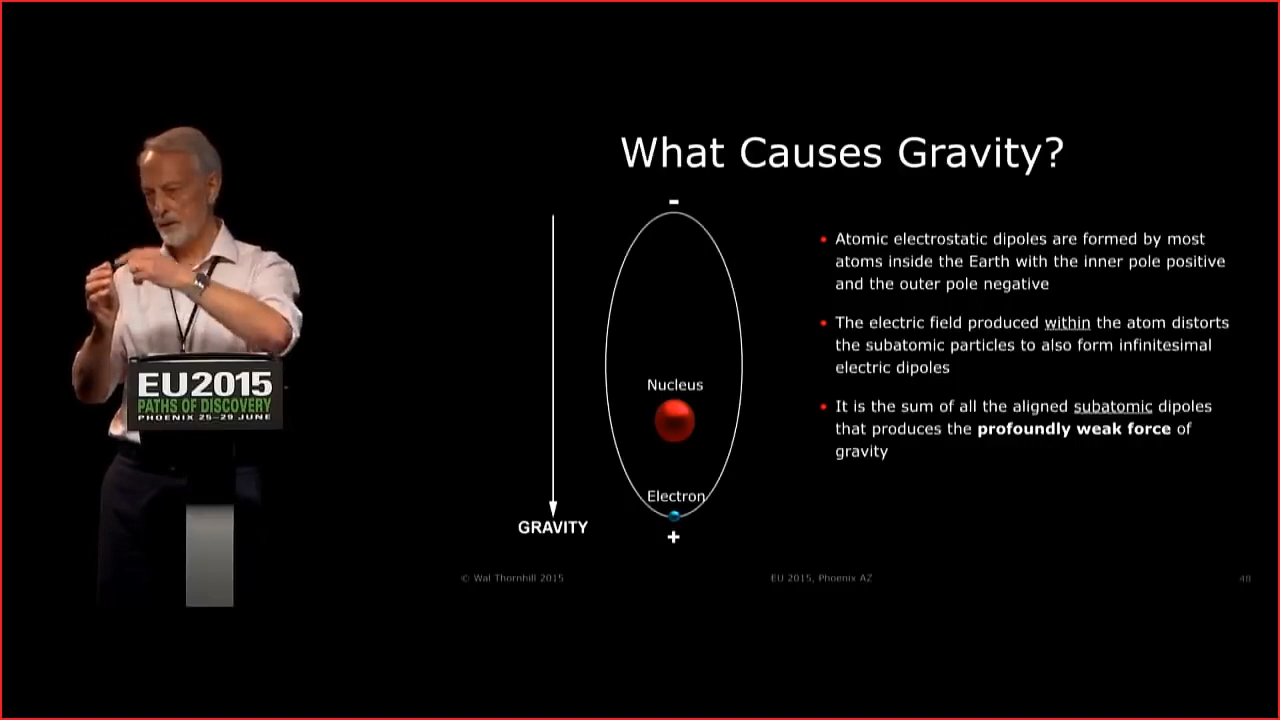 What Causes Gravity?
-
Atomic electrostatic dipoles are formed by most
atoms inside the Earth with the inner pole positive
and the outer pole negative
The electric field produced within the atom distorts
the subatomic particles to also form infinitesimal
electric dipoles
It is the sum of all the aligned subatomic dipoles
that produces the profoundly weak force of
gravity
Nucleus
Electron
+
GRAVITY
EU2015
PATHS OF DISCOVERY
PHOENIX 25-29 JUNE
© Wal Thornhill 2015
EU 2015, Phoenix AZ
48